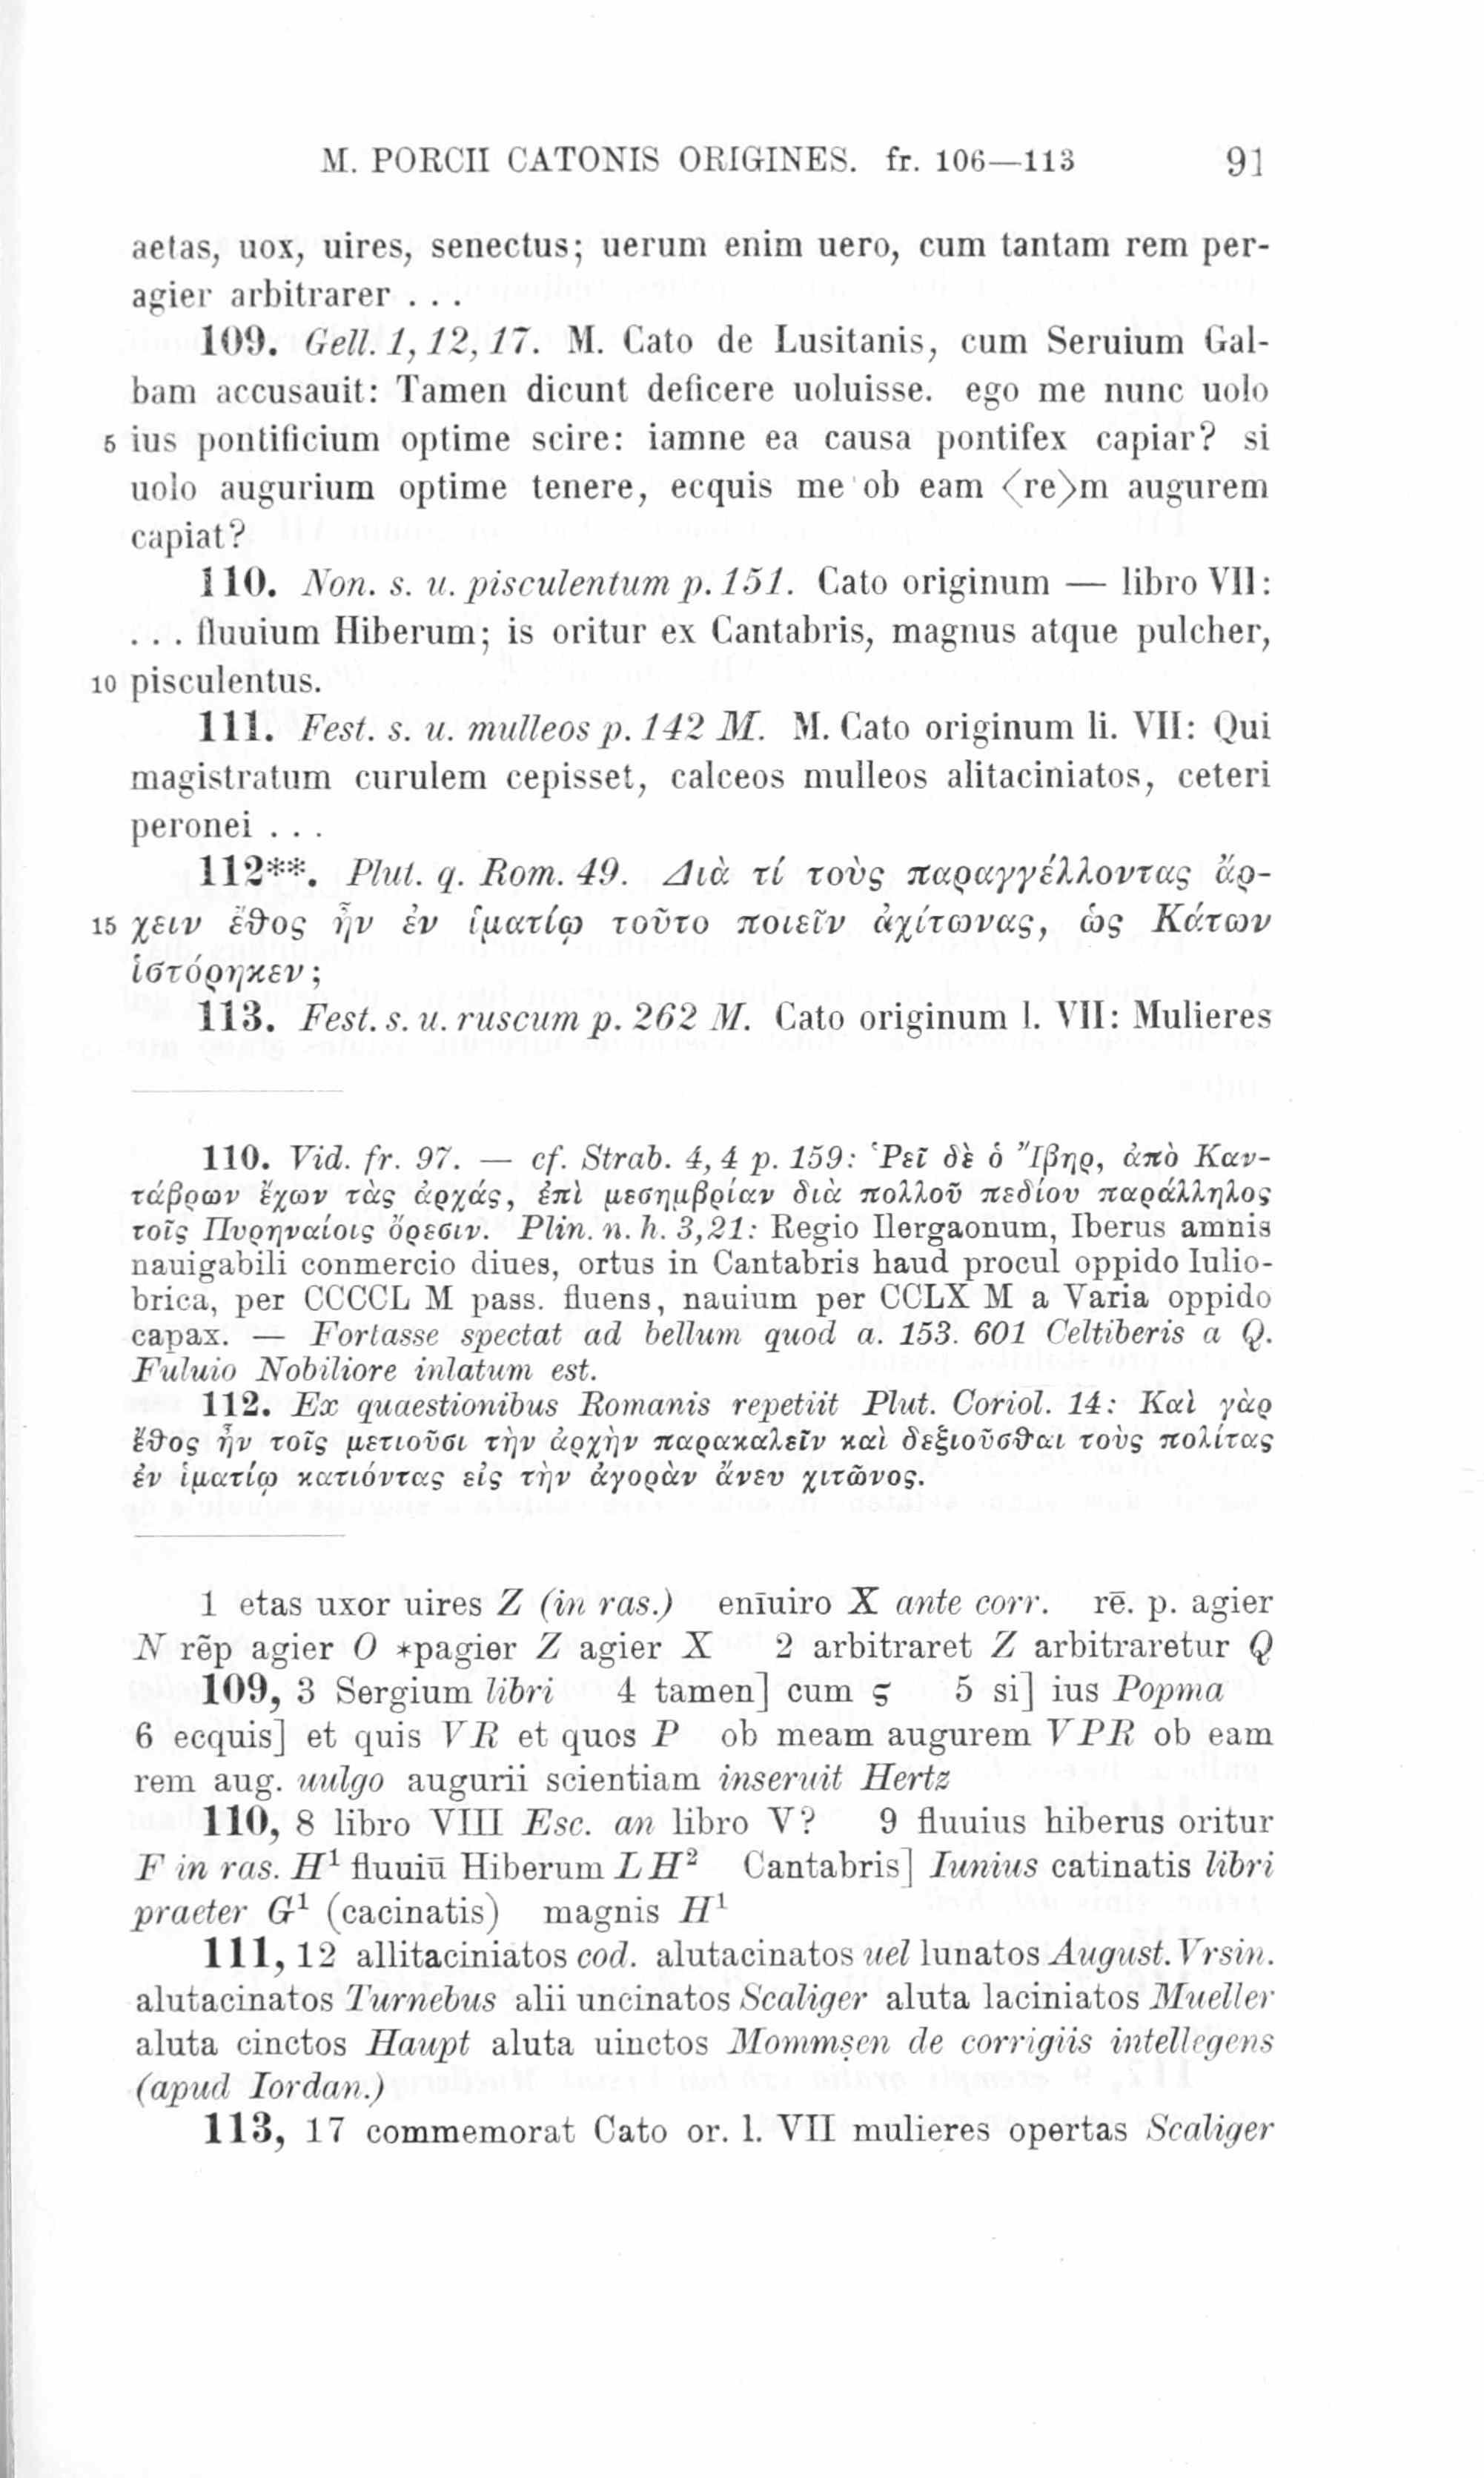 M. PORCII CATONIS ORIGINES. fr. 106—113 91
aetas, uox, uires, senectus; uerum enim uero, cum tantam rem per-
agier arbitrarer . . .
109. Gell. 1, 12, 17. M. Cato de Lusitanis, cum Seruium Gal-
bam accusauit: Tamen dicunt deficere uoluisse. ego me nunc uolo
5 ius pontificium optime scire: iamne ea causa pontifex capiar? si
uolo augurium optime tenere, ecquis me ob eam <re>m augurem
capiat?
110. Non. s. u. pisculentum p. 151. Cato originum — libro VII:
. . . fluuium Hiberum; is oritur ex Cantabris, magnus atque pulcher,
10 pisculentus.
111. Fest. s. u. mulleos p. 142 M. M. Cato originum li. VII: Qui
magistratum curulem cepisset, calceos mulleos alitaciniatos, ceteri
peronei . . .
112**. Plut. q. Rom. 49. Διὰ τί τοὺς παραγγέλλοντας ἄρ-
15 χειν ἔθος ἦν ἐν ἱματίῳ τοῦτο ποιεῖν ἀχίτωνας, ὡς Κάτων
ἱστόρηκεν;
113. Fest. s. u. ruscum p. 262 M. Cato originum l. VII: Mulieres
110. Vid. fr. 97. — cf. Strab. 4, 4 p. 159: Ῥεῖ δὲ ὁ Ἴβηρ, ἀπὸ Καν-
τάβρων ἔχων τὰς ἀρχάς, ἐπὶ μεσημβρίαν διὰ πολλοῦ πεδίου παράλληλος
τοῖς Πυρηναίοις ὄρεσιν. Plin. n. h. 3,21: Regio Ilergaonum, Iberus amnis
nauigabili conmercio diues, ortus in Cantabris haud procul oppido Iulio-
brica, per CCCCL M pass. fluens, nauium per CCLX M a Varia oppido
capax. — Fortasse spectat ad bellum quod a. 153. 601 Celtiberis a Q.
Fuluio Nobiliore inlatum est.
112. Ex quaestionibus Romanis repetiit Plut. Coriol. 14: Καὶ γὰρ
ἔθος ἦν τοῖς μετιοῦσι τὴν ἀρχὴν παρακαλεῖν καὶ δεξιοῦσθαι τοὺς πολίτας
ἐν ἱματίῳ κατιόντας εἰς τὴν ἀγορὰν ἄνευ χιτῶνος.
1 etas uxor uires Z (in ras.) enīuiro X ante corr. rē. p. agier
N rēp agier O *pagier Z agier X 2 arbitraret Z arbitraretur Q
109, 3 Sergium libri 4 tamen] cum ς 5 si] ius Popma
6 ecquis] et quis VR et quos P ob meam augurem VPR ob eam
rem aug. uulgo augurii scientiam inseruit Hertz
110, 8 libro VIII Esc. an libro V? 9 fluuius hiberus oritur
F in ras. H¹ fluuiū Hiberum LH² Cantabris] Iunius catinatis libri
praeter G¹ (cacinatis) magnis H¹
111, 12 allitaciniatos cod. alutacinatos uel lunatos August. Vrsin.
alutacinatos Turnebus alii uncinatos Scaliger aluta laciniatos Mueller
aluta cinctos Haupt aluta uinctos Mommsen de corrigiis intellegens
(apud Iordan.)
113, 17 commemorat Cato or. l. VII mulieres opertas Scaliger